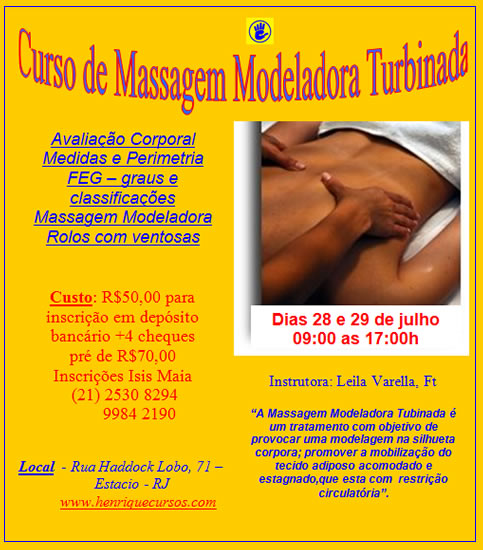 Curso de Massagem Modeladora Turbinada
Avaliação Corporal
Medidas e Perimetria
FEG – graus e
classificações
Massagem Modeladora
Rolos com ventosas
Custo: R$50,00 para
inscrição em depósito
bancário +4 cheques
pré de R$70,00
Inscrições Isis Maia
(21) 2530 8294
9984 2190
Local - Rua Haddock Lobo, 71 –
Estacio - RJ
www.henriquecursos.com
Dias 28 e 29 de julho
09:00 as 17:00h
Instrutora: Leila Varella, Ft
“A Massagem Modeladora Tubinada é
um tratamento com objetivo de
provocar uma modelagem na silhueta
corpora; promover a mobilização do
tecido adiposo acomodado e
estagnado,que esta com restrição
circulatória”.